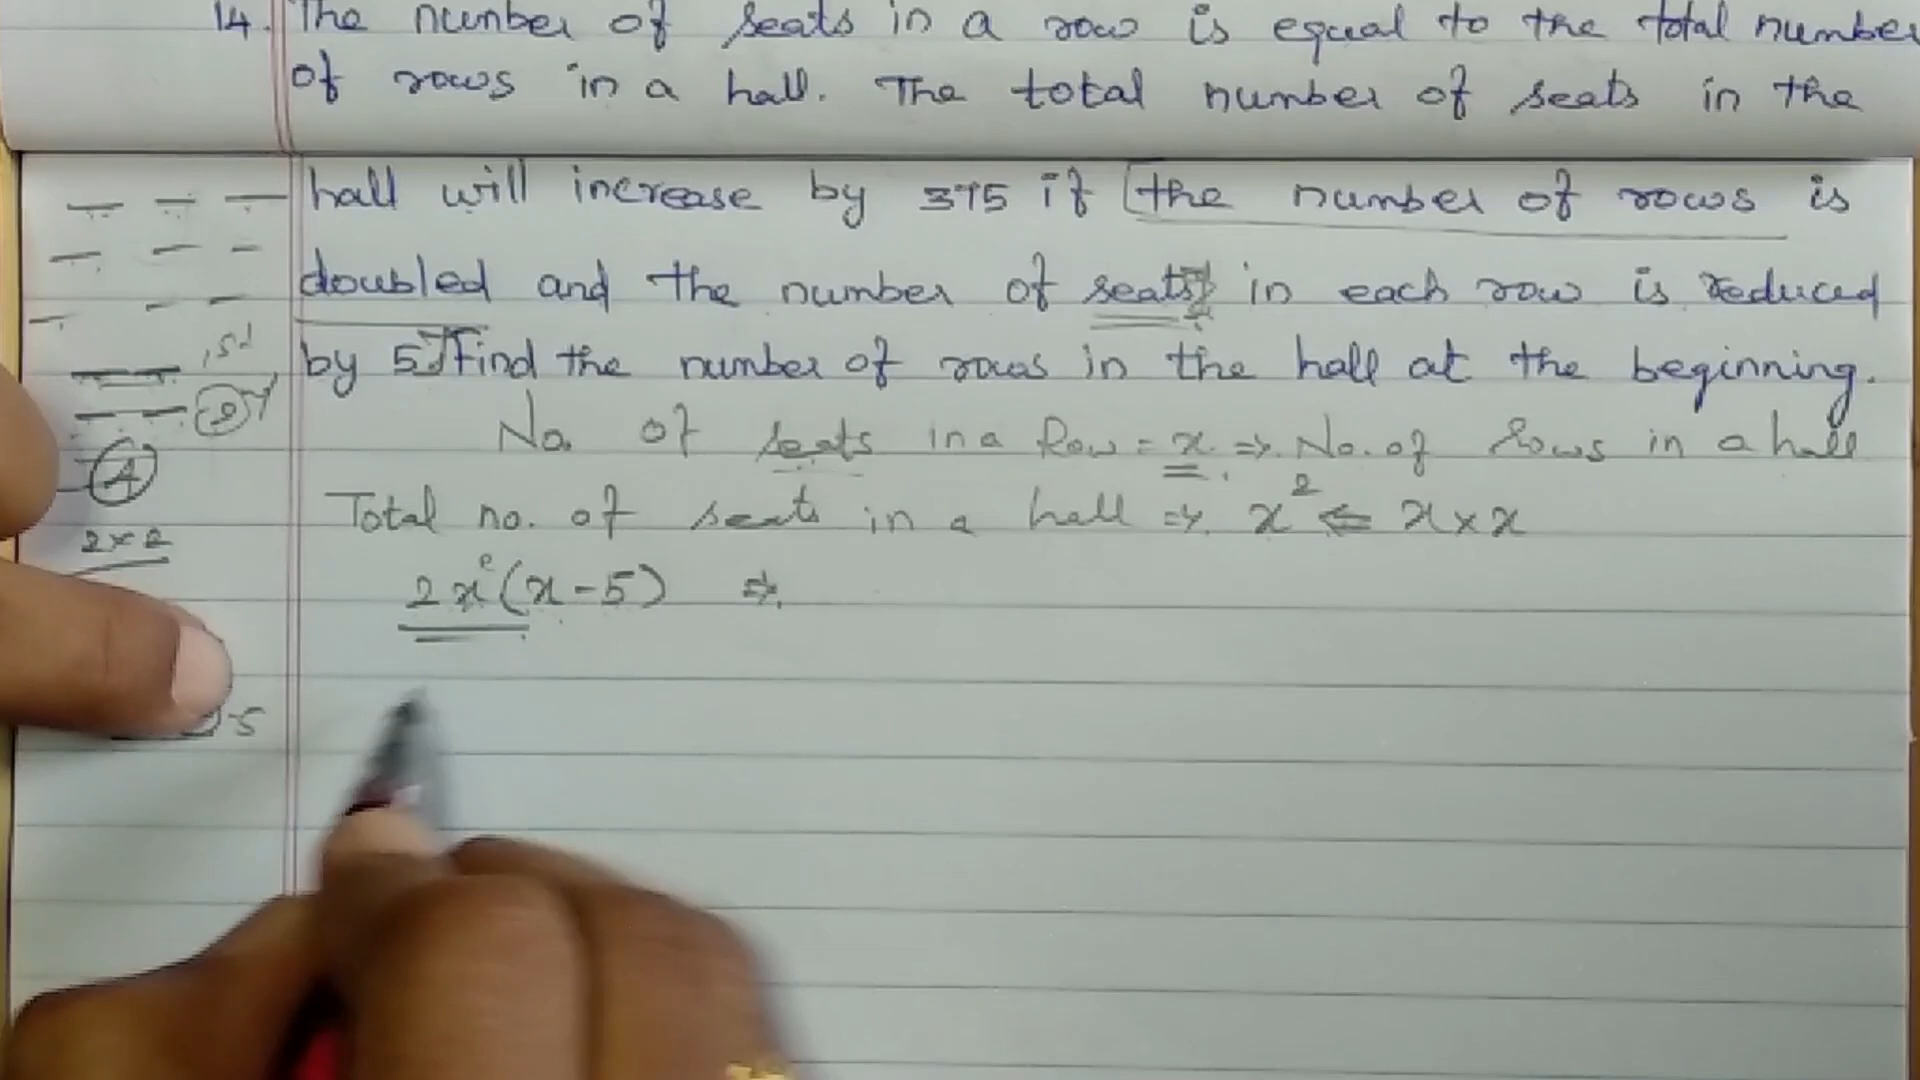 14. The number of seats in a row is equal to the total number
of rows in a hall. The total number of seats in the
hall will increase by 375 if the number of rows is
doubled and the number of seats in each row is reduced
by 5. Find the number of rows in the hall at the beginning.
No. of seats in a Row = x ⇒ No. of Rows in a hall
Total no. of seats in a hall ⇒ x² ⇐ x × x
2x²(x-5) ⇒
4
2×2
-5